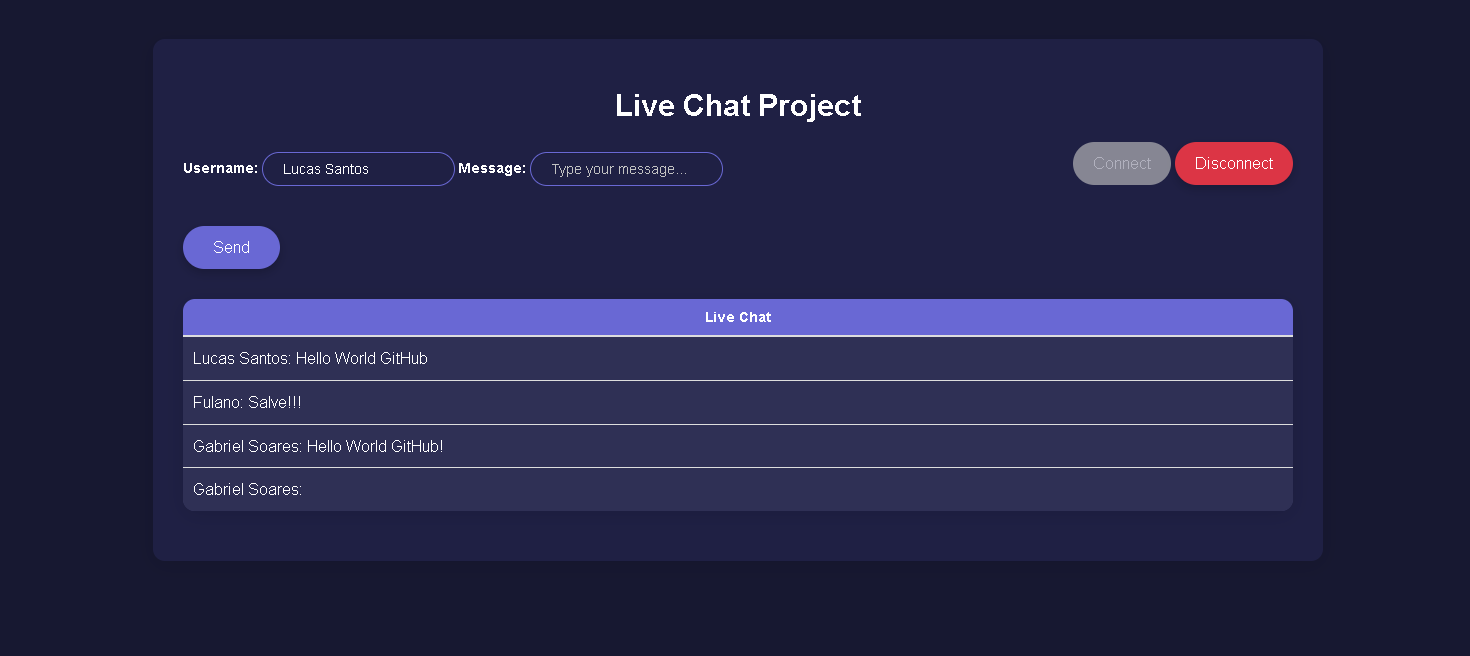 Live Chat Project
Username: Lucas Santos Message: Type your message... Connect Disconnect
Send
Live Chat
Lucas Santos: Hello World GitHub
Fulano: Salve!!!
Gabriel Soares: Hello World GitHub!
Gabriel Soares: